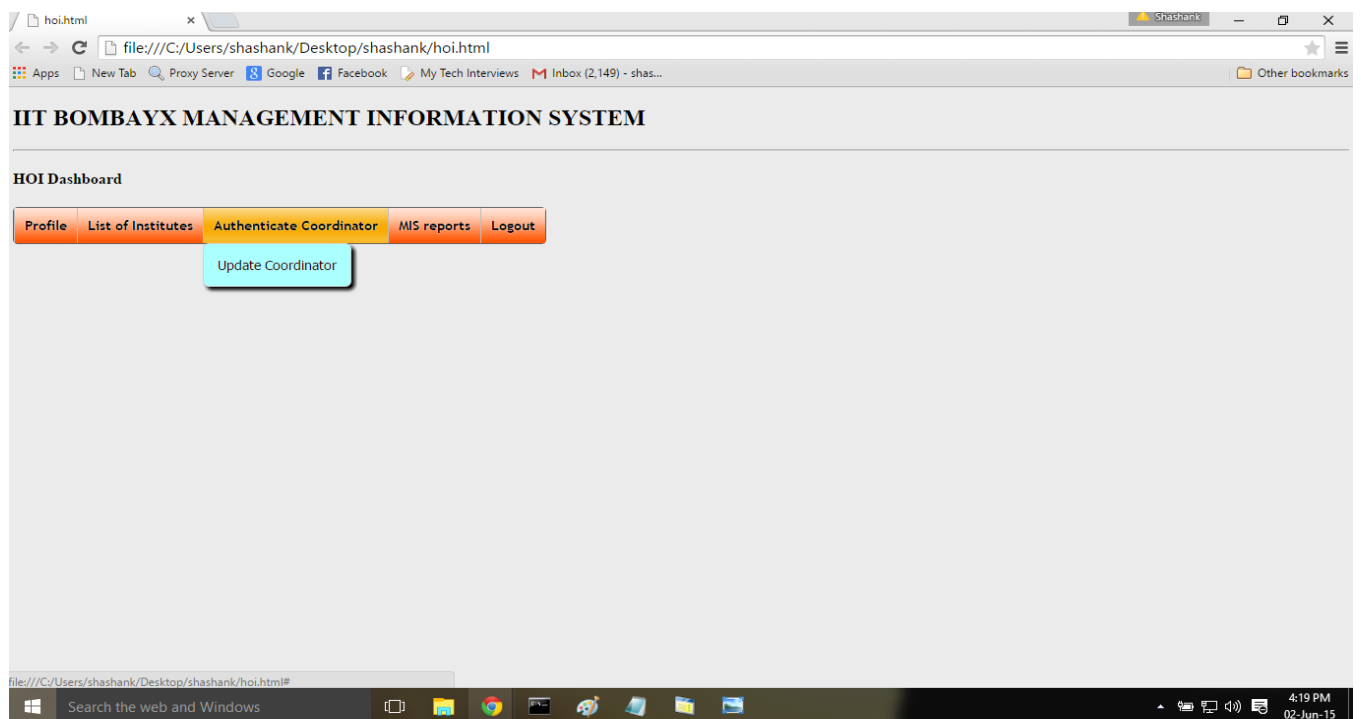 hoi.html
Shashank
file:///C:/Users/shashank/Desktop/shashank/hoi.html
Apps New Tab Proxy Server Google Facebook My Tech Interviews Inbox (2,149) - shas... Other bookmarks
IIT BOMBAYX MANAGEMENT INFORMATION SYSTEM
HOI Dashboard
Profile List of Institutes Authenticate Coordinator MIS reports Logout
Update Coordinator
file:///C:/Users/shashank/Desktop/shashank/hoi.html#
Search the web and Windows
4:19 PM
02-Jun-15